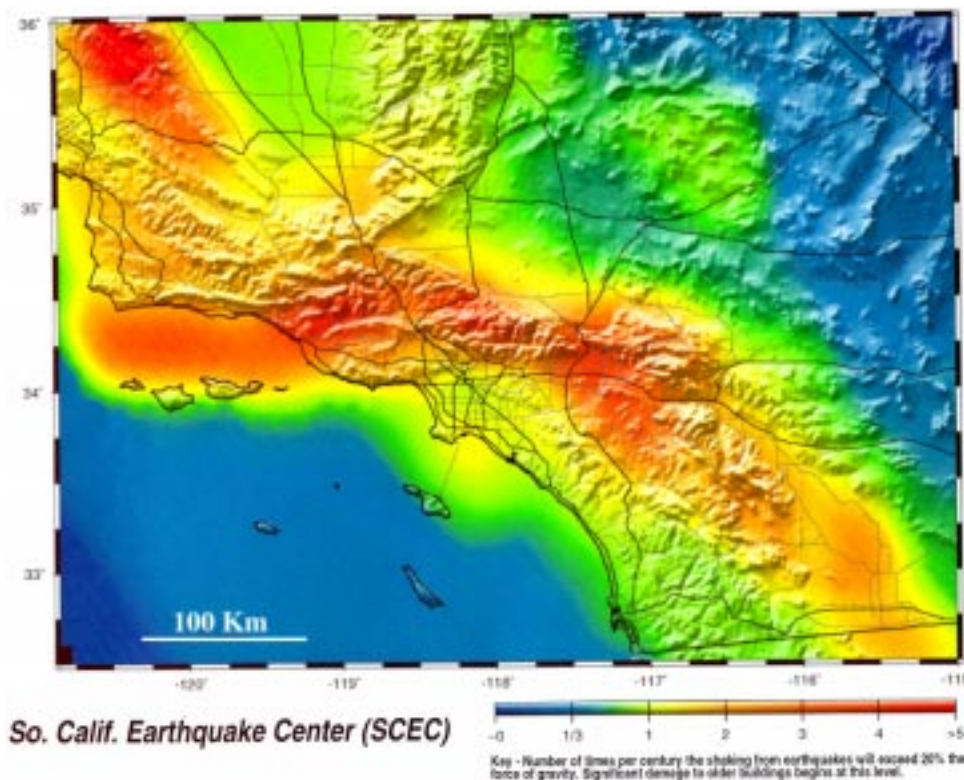 36°
35°
34°
33°
100 Km
-120° -119° -118° -117° -116° -115
So. Calif. Earthquake Center (SCEC)
~0 1/3 1 2 3 4 >5
Key - Number of times per century the shaking from earthquakes will exceed 20% the
force of gravity. Significant damage to older buildings begins at this level.